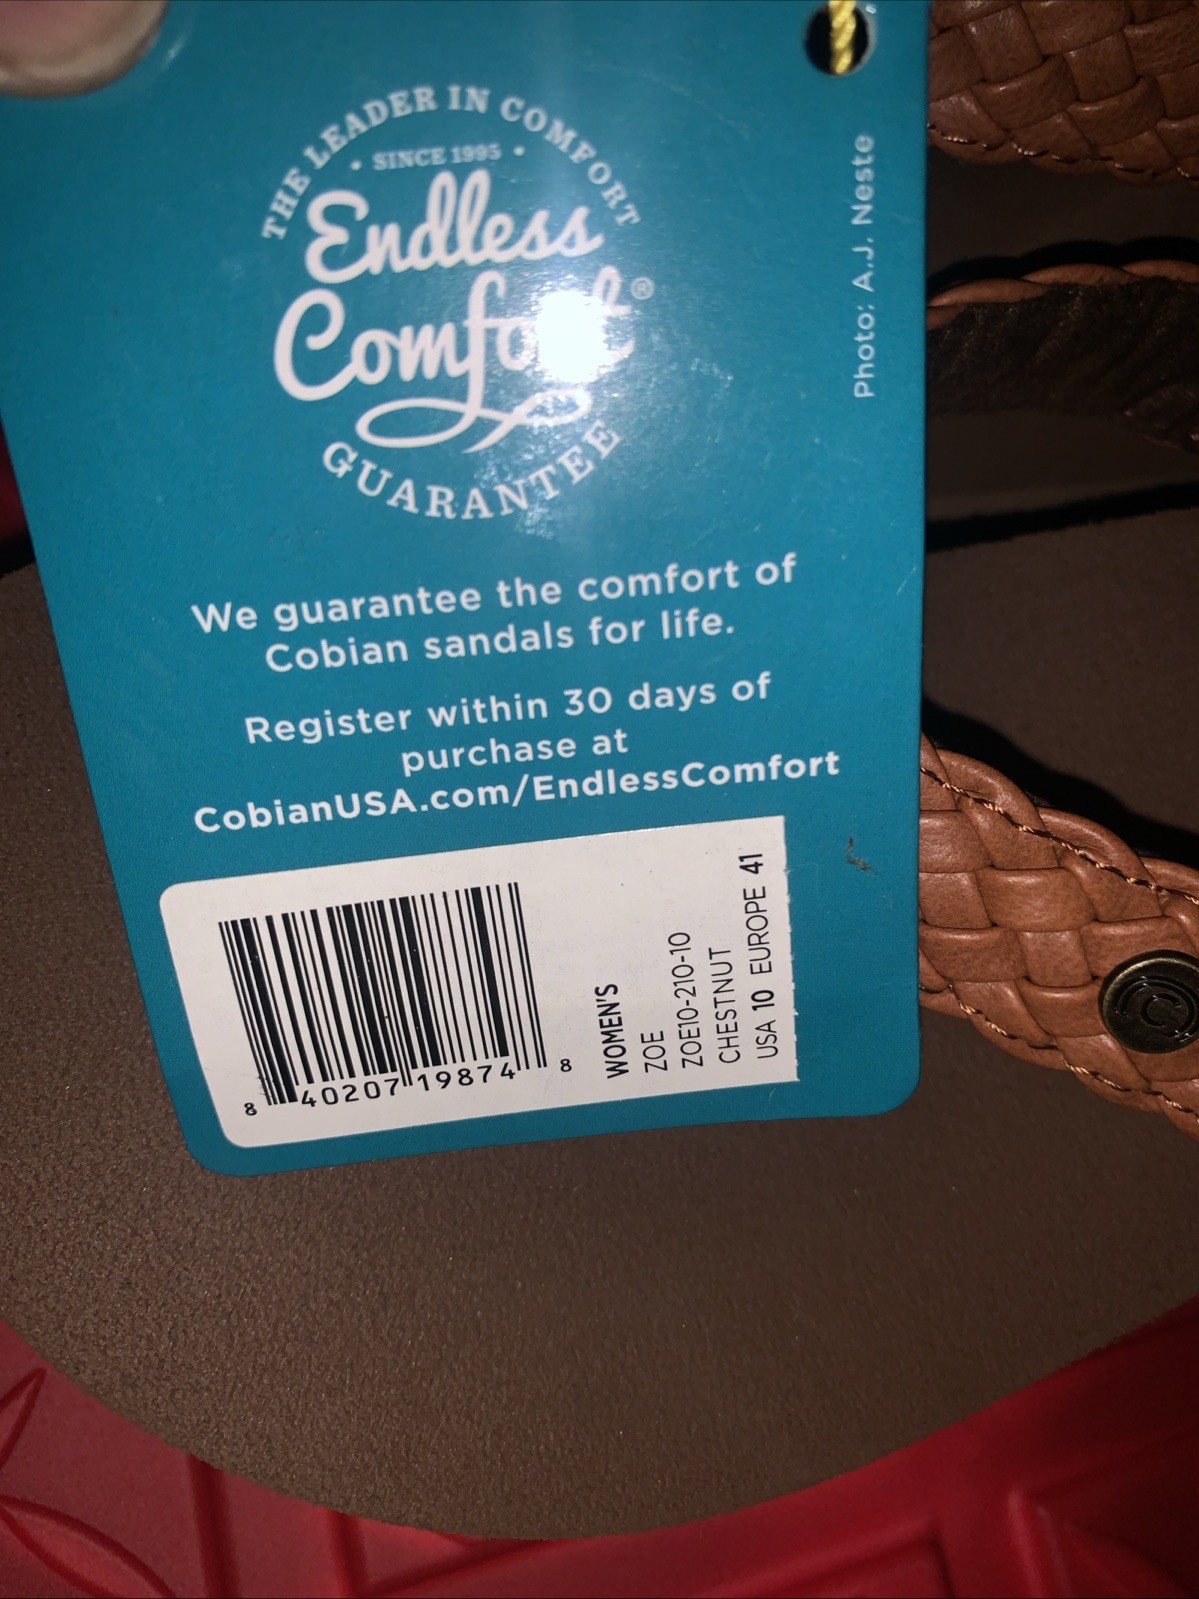 THE LEADER IN COMFORT
• SINCE 1995 •
Endless
Comfort®
GUARANTEE
Photo: A.J. Neste
We guarantee the comfort of
Cobian sandals for life.
Register within 30 days of
purchase at
CobianUSA.com/EndlessComfort
8 40207 19874 8
WOMEN'S
ZOE
ZOE10-210-10
CHESTNUT
USA 10 EUROPE 41